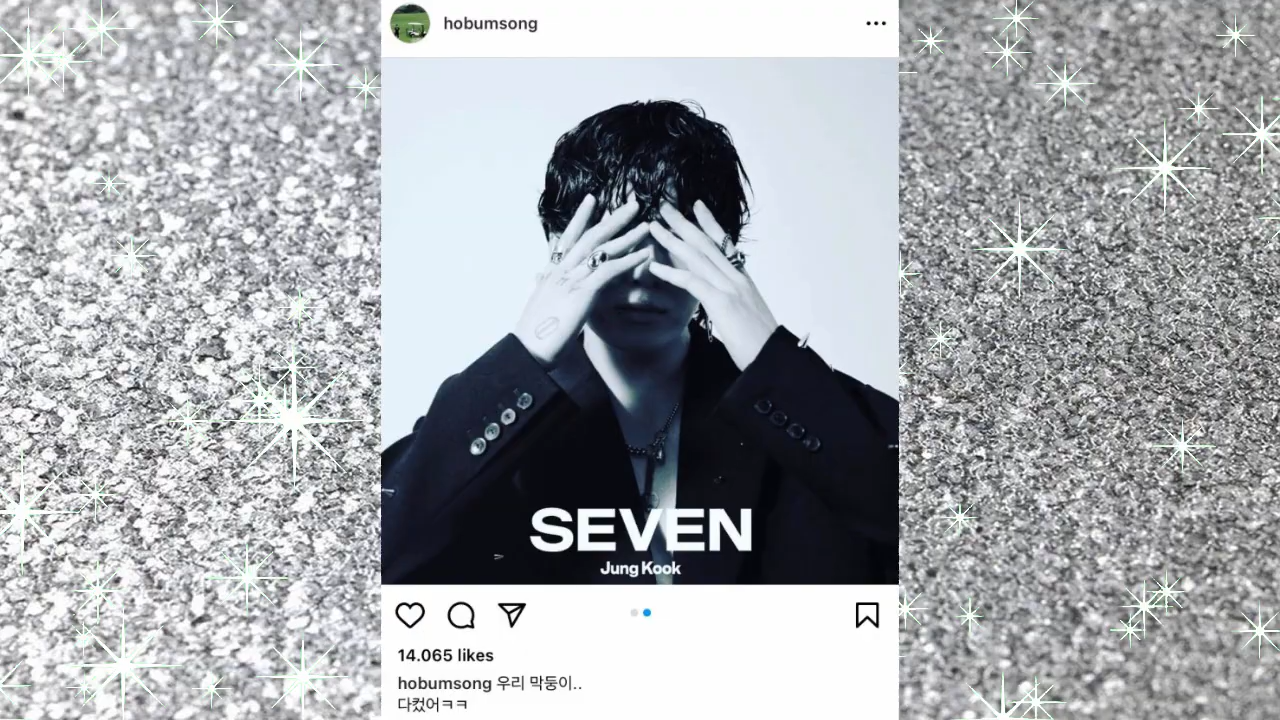 hobumsong
SEVEN
Jung Kook
14.065 likes
hobumsong 우리 막둥이..
다컸어ㅋㅋ